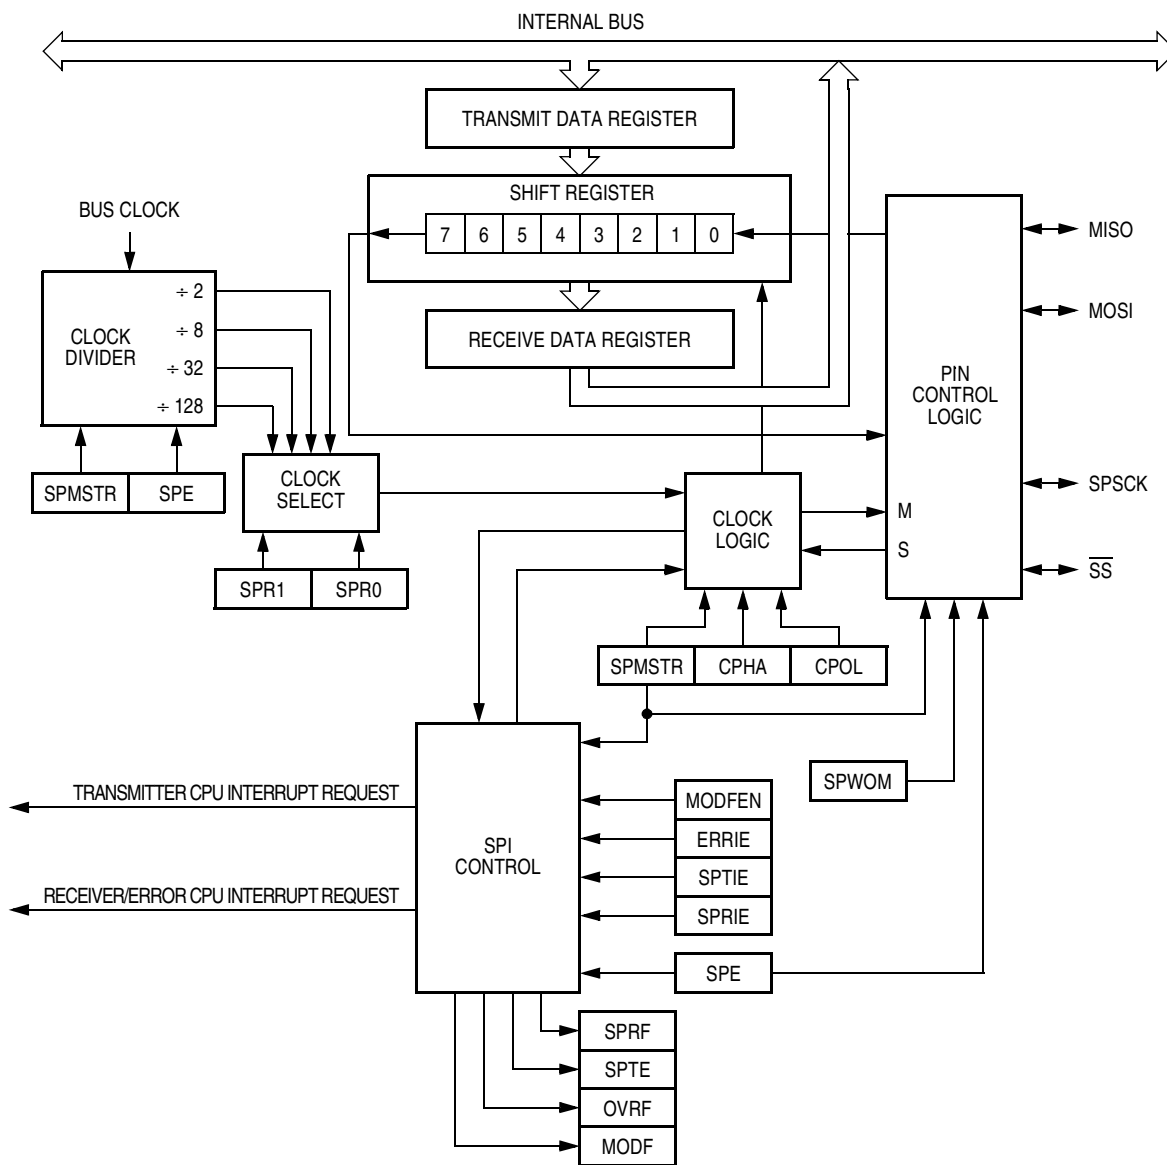 INTERNAL BUS
TRANSMIT DATA REGISTER
SHIFT REGISTER
7 6 5 4 3 2 1 0
RECEIVE DATA REGISTER
BUS CLOCK
CLOCK
DIVIDER
÷ 2
÷ 8
÷ 32
÷ 128
SPMSTR SPE
CLOCK
SELECT
SPR1 SPR0
CLOCK
LOGIC
SPMSTR CPHA CPOL
PIN
CONTROL
LOGIC
M
S
MISO
MOSI
SPSCK
S̅S̅
SPWOM
TRANSMITTER CPU INTERRUPT REQUEST
RECEIVER/ERROR CPU INTERRUPT REQUEST
SPI
CONTROL
MODFEN
ERRIE
SPTIE
SPRIE
SPE
SPRF
SPTE
OVRF
MODF